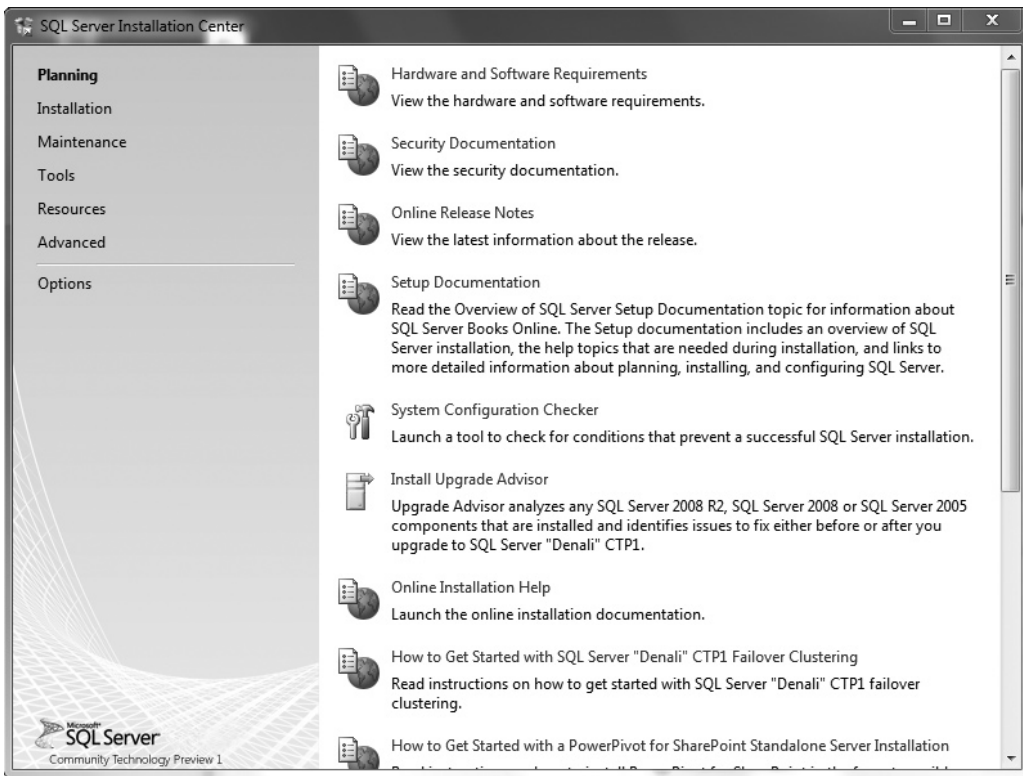 SQL Server Installation Center
Planning
Installation
Maintenance
Tools
Resources
Advanced
Options
Microsoft
SQL Server
Community Technology Preview 1
Hardware and Software Requirements
View the hardware and software requirements.
Security Documentation
View the security documentation.
Online Release Notes
View the latest information about the release.
Setup Documentation
Read the Overview of SQL Server Setup Documentation topic for information about
SQL Server Books Online. The Setup documentation includes an overview of SQL
Server installation, the help topics that are needed during installation, and links to
more detailed information about planning, installing, and configuring SQL Server.
System Configuration Checker
Launch a tool to check for conditions that prevent a successful SQL Server installation.
Install Upgrade Advisor
Upgrade Advisor analyzes any SQL Server 2008 R2, SQL Server 2008 or SQL Server 2005
components that are installed and identifies issues to fix either before or after you
upgrade to SQL Server "Denali" CTP1.
Online Installation Help
Launch the online installation documentation.
How to Get Started with SQL Server "Denali" CTP1 Failover Clustering
Read instructions on how to get started with SQL Server "Denali" CTP1 failover
clustering.
How to Get Started with a PowerPivot for SharePoint Standalone Server Installation